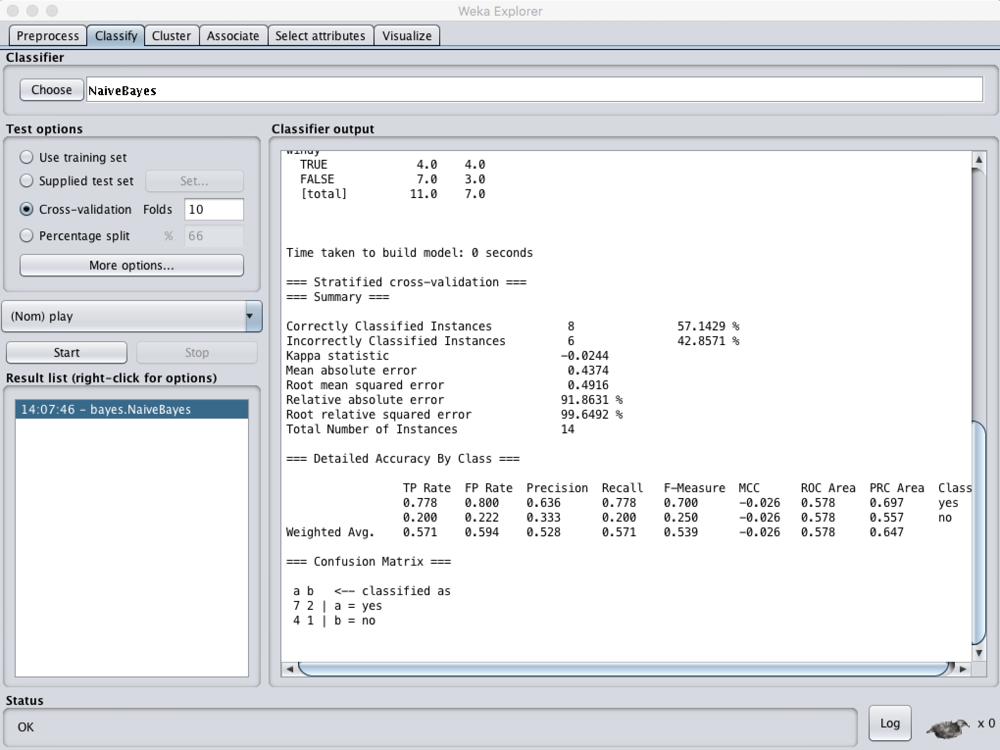 Weka Explorer
Preprocess Classify Cluster Associate Select attributes Visualize
Classifier
Choose NaiveBayes
Test options
Use training set
Supplied test set Set...
Cross-validation Folds 10
Percentage split % 66
More options...
(Nom) play
Start Stop
Result list (right-click for options)
14:07:46 - bayes.NaiveBayes
Classifier output
windy
TRUE 4.0 4.0
FALSE 7.0 3.0
[total] 11.0 7.0
Time taken to build model: 0 seconds
=== Stratified cross-validation ===
=== Summary ===
Correctly Classified Instances 8 57.1429 %
Incorrectly Classified Instances 6 42.8571 %
Kappa statistic -0.0244
Mean absolute error 0.4374
Root mean squared error 0.4916
Relative absolute error 91.8631 %
Root relative squared error 99.6492 %
Total Number of Instances 14
=== Detailed Accuracy By Class ===
TP Rate FP Rate Precision Recall F-Measure MCC ROC Area PRC Area Class
0.778 0.800 0.636 0.778 0.700 -0.026 0.578 0.697 yes
0.200 0.222 0.333 0.200 0.250 -0.026 0.578 0.557 no
Weighted Avg. 0.571 0.594 0.528 0.571 0.539 -0.026 0.578 0.647
=== Confusion Matrix ===
a b <-- classified as
7 2 | a = yes
4 1 | b = no
Status
OK
Log x 0